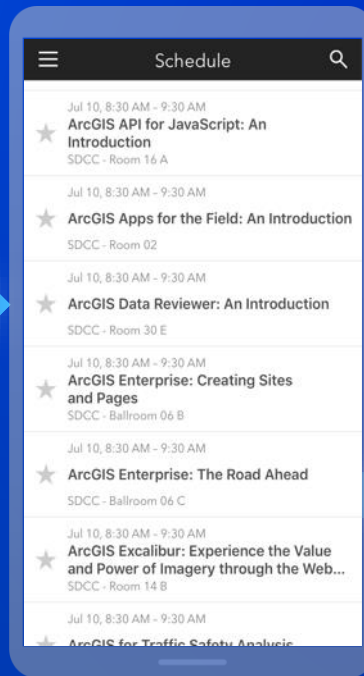 Schedule
Jul 10, 8:30 AM - 9:30 AM
ArcGIS API for JavaScript: An
Introduction
SDCC - Room 16 A
Jul 10, 8:30 AM - 9:30 AM
ArcGIS Apps for the Field: An Introduction
SDCC - Room 02
Jul 10, 8:30 AM - 9:30 AM
ArcGIS Data Reviewer: An Introduction
SDCC - Room 30 E
Jul 10, 8:30 AM - 9:30 AM
ArcGIS Enterprise: Creating Sites
and Pages
SDCC - Ballroom 06 B
Jul 10, 8:30 AM - 9:30 AM
ArcGIS Enterprise: The Road Ahead
SDCC - Ballroom 06 C
Jul 10, 8:30 AM - 9:30 AM
ArcGIS Excalibur: Experience the Value
and Power of Imagery through the Web...
SDCC - Room 14 B
Jul 10, 8:30 AM - 9:30 AM
ArcGIS for Traffic Safety Analysis